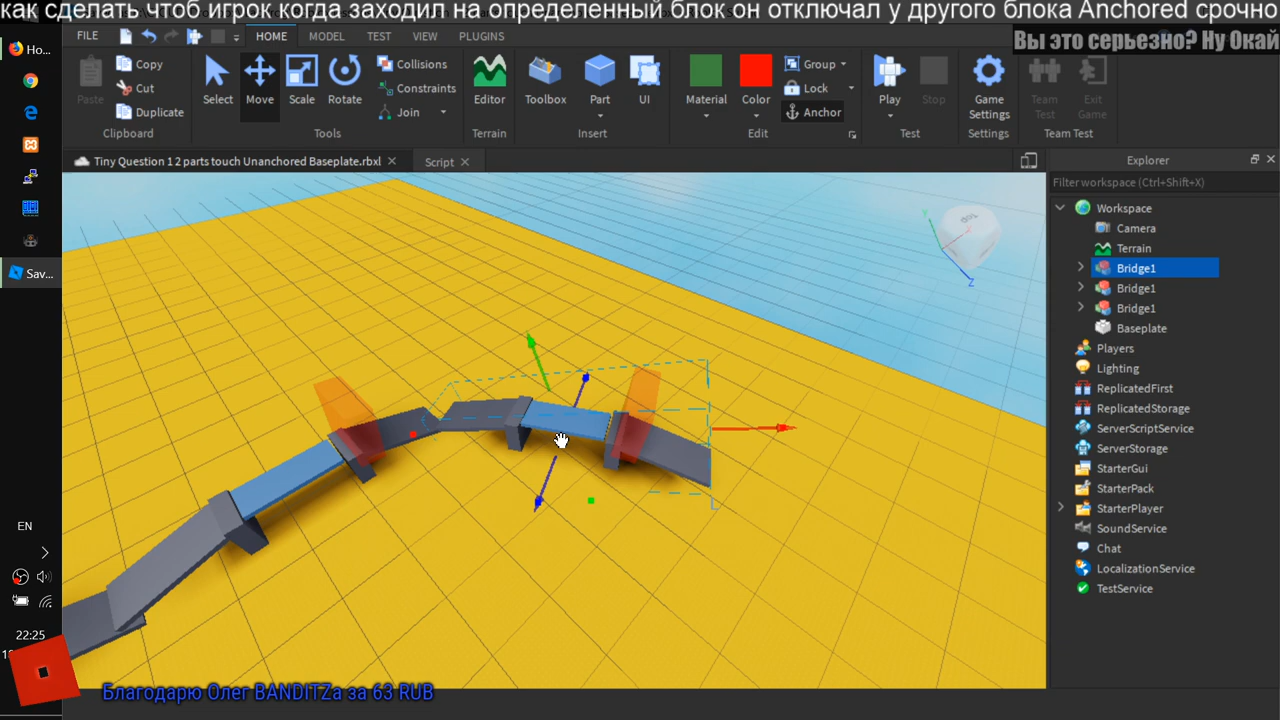 как сделать чтоб игрок когда заходил на определенный блок он отключал у другого блока Anchored срочно
Вы это серьезно? Ну Окай
FILE HOME MODEL TEST VIEW PLUGINS
Ho...
Sav...
EN
22:25
Paste
Copy
Cut
Duplicate
Clipboard
Select
Move
Scale
Rotate
Collisions
Constraints
Join
Tools
Editor
Terrain
Toolbox
Part
UI
Insert
Material
Color
Group
Lock
Anchor
Edit
Play
Stop
Test
Game
Settings
Settings
Team
Test
Exit
Game
Team Test
Tiny Question 1 2 parts touch Unanchored Baseplate.rbxl
Script
Explorer
Filter workspace (Ctrl+Shift+X)
Workspace
Camera
Terrain
Bridge1
Bridge1
Bridge1
Baseplate
Players
Lighting
ReplicatedFirst
ReplicatedStorage
ServerScriptService
ServerStorage
StarterGui
StarterPack
StarterPlayer
SoundService
Chat
LocalizationService
TestService
Y
Z
Благодарю Олег BANDITZa за 63 RUB